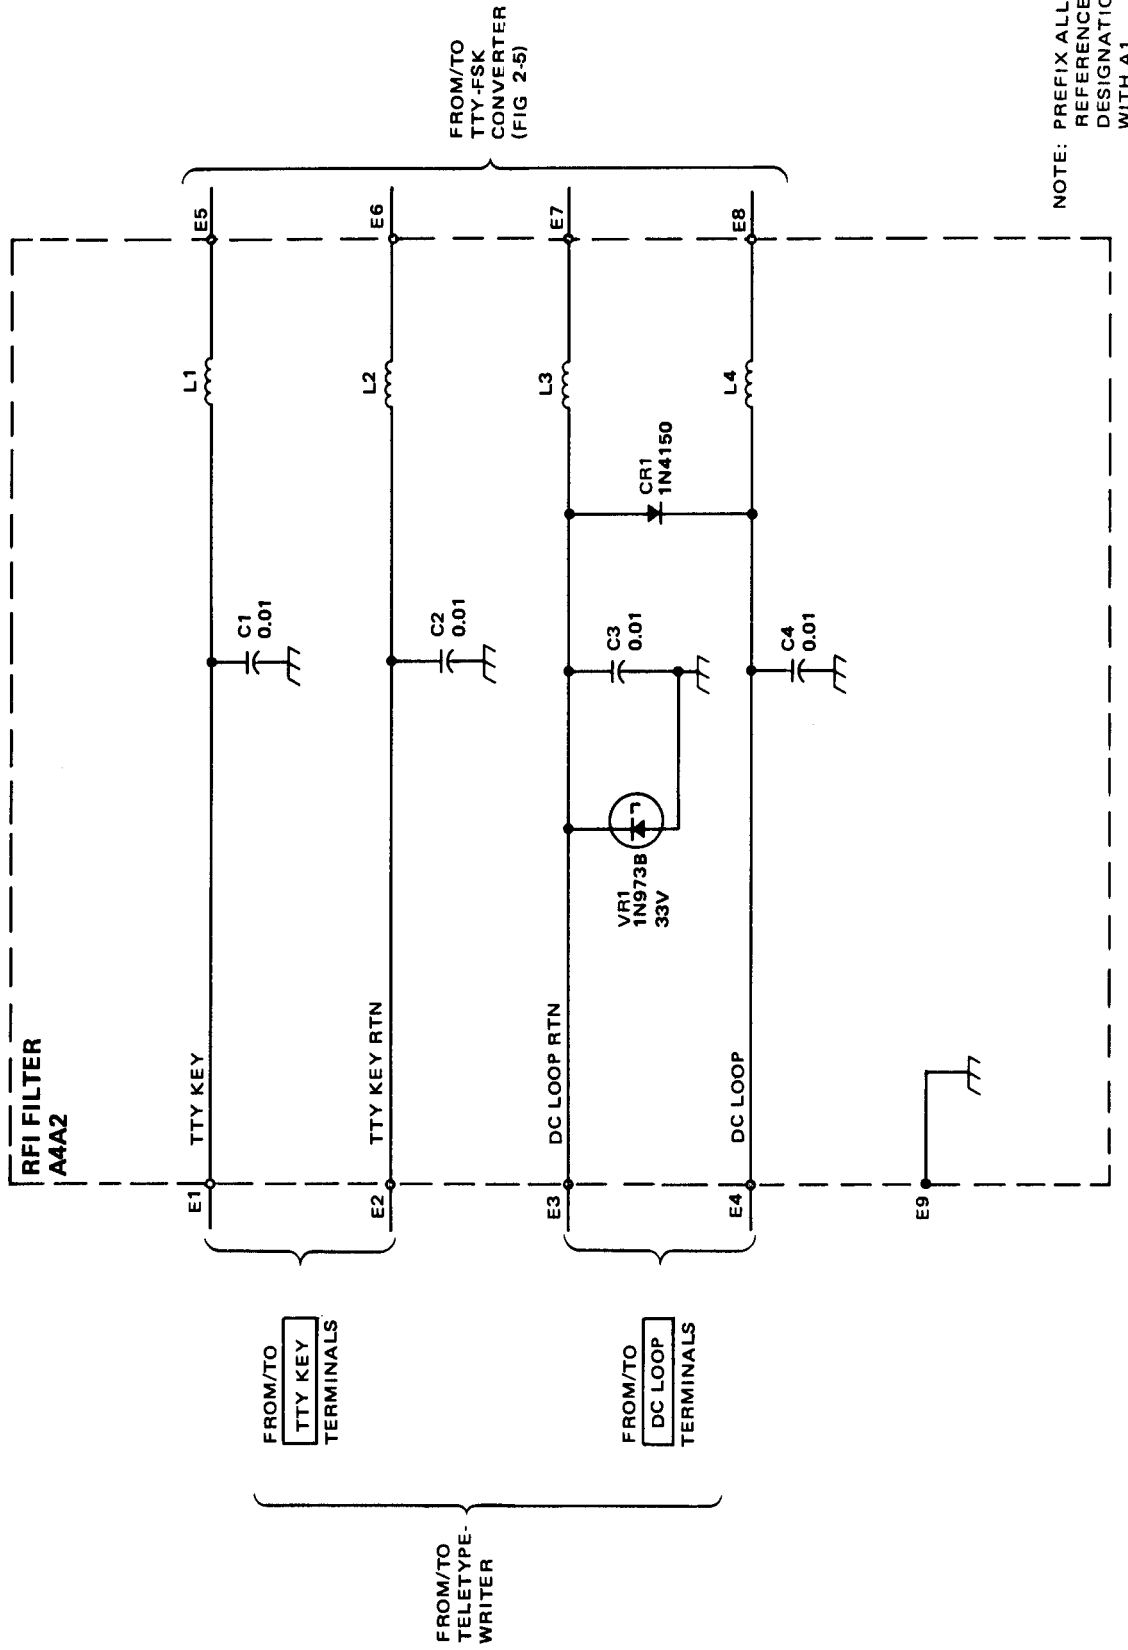 RFI FILTER
A4A2
FROM/TO
TELETYPE-
WRITER
FROM/TO
TTY KEY
TERMINALS
FROM/TO
DC LOOP
TERMINALS
E1
TTY KEY
C1
0.01
L1
E5
E2
TTY KEY RTN
C2
0.01
L2
E6
E3
DC LOOP RTN
VR1
1N973B
33V
C3
0.01
CR1
1N4150
L3
E7
E4
DC LOOP
C4
0.01
L4
E8
E9
FROM/TO
TTY-FSK
CONVERTER
(FIG 2-5)
NOTE: PREFIX ALL
REFERENCE
DESIGNATIO
WITH A1